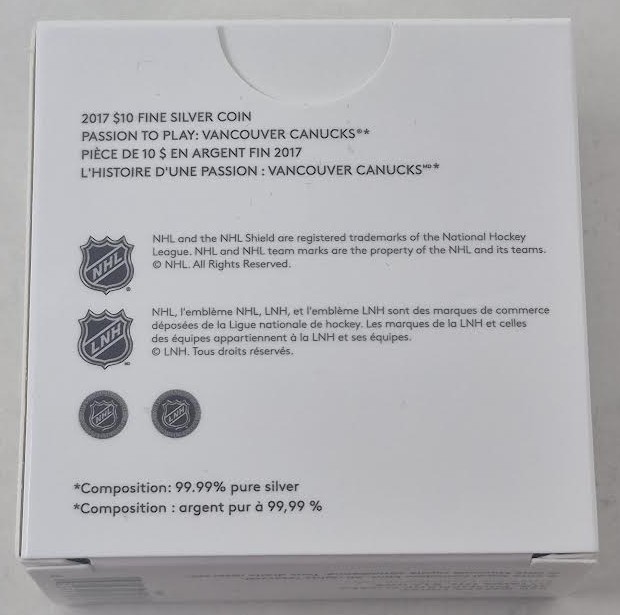 2017 $10 FINE SILVER COIN
PASSION TO PLAY: VANCOUVER CANUCKS®*
PIÈCE DE 10 $ EN ARGENT FIN 2017
L'HISTOIRE D'UNE PASSION : VANCOUVER CANUCKSᴹᴰ*
NHL
NHL and the NHL Shield are registered trademarks of the National Hockey
League. NHL and NHL team marks are the property of the NHL and its teams.
© NHL. All Rights Reserved.
LNH
NHL, l'emblème NHL, LNH, et l'emblème LNH sont des marques de commerce
déposées de la Ligue nationale de hockey. Les marques de la LNH et celles
des équipes appartiennent à la LNH et ses équipes.
© LNH. Tous droits réservés.
NHL LNH
*Composition: 99.99% pure silver
*Composition : argent pur à 99,99 %